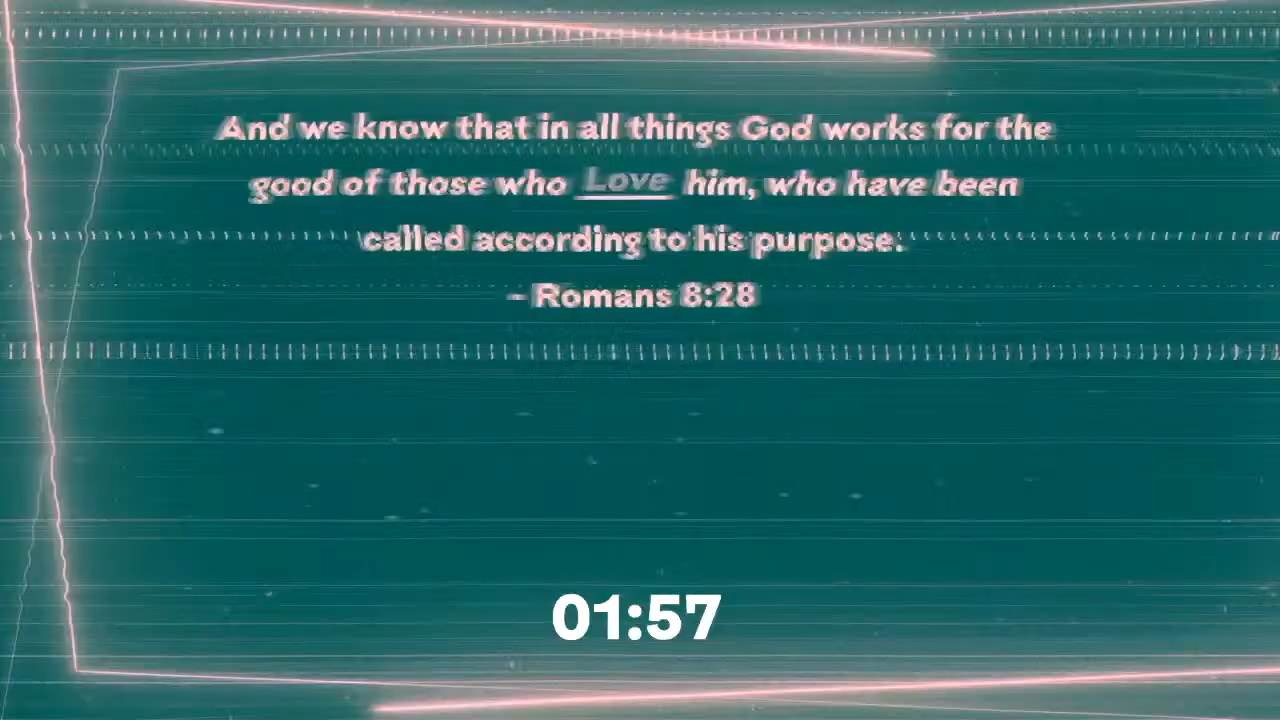 And we know that in all things God works for the
good of those who Love him, who have been
called according to his purpose.
- Romans 8:28
01:57